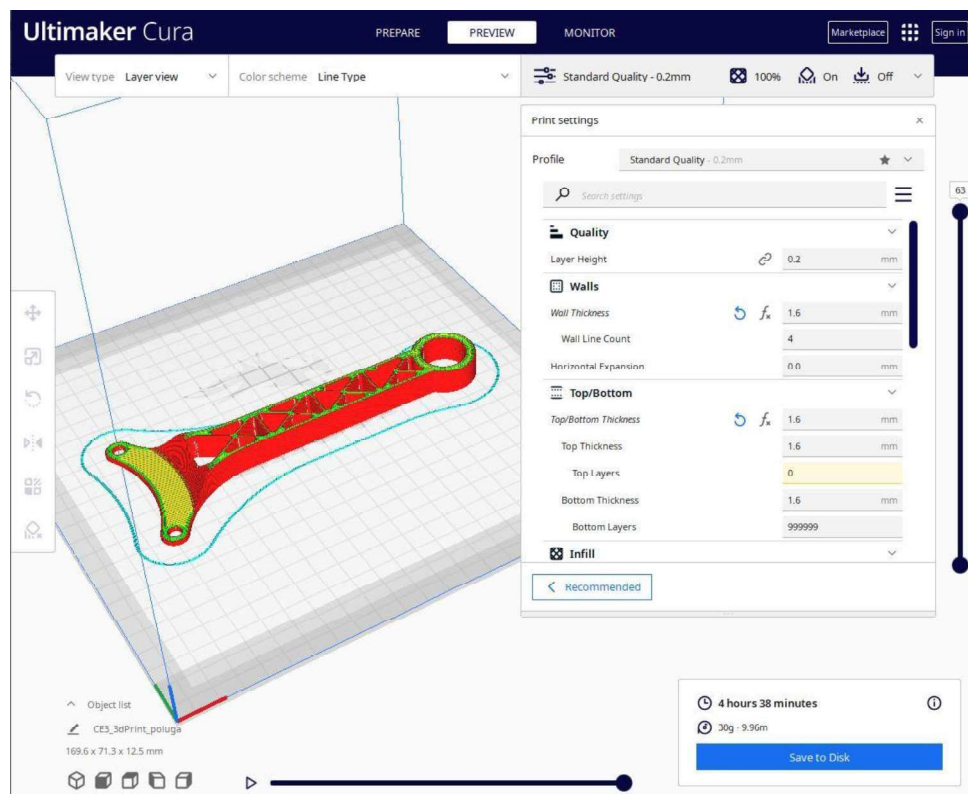 Ultimaker Cura
PREPARE PREVIEW MONITOR
Marketplace Sign in
View type Layer view Color scheme Line Type
Standard Quality - 0.2mm 100% On Off
Print settings
Profile Standard Quality - 0.2mm
Search settings
63
Quality
Layer Height 0.2 mm
Walls
Wall Thickness 1.6 mm
Wall Line Count 4
Horizontal Expansion 0.0 mm
Top/Bottom
Top/Bottom Thickness 1.6 mm
Top Thickness 1.6 mm
Top Layers 0
Bottom Thickness 1.6 mm
Bottom Layers 999999
Infill
Recommended
Object list
CE3_3dPrint_poluga
169.6 x 71.3 x 12.5 mm
4 hours 38 minutes
30g · 9.96m
Save to Disk